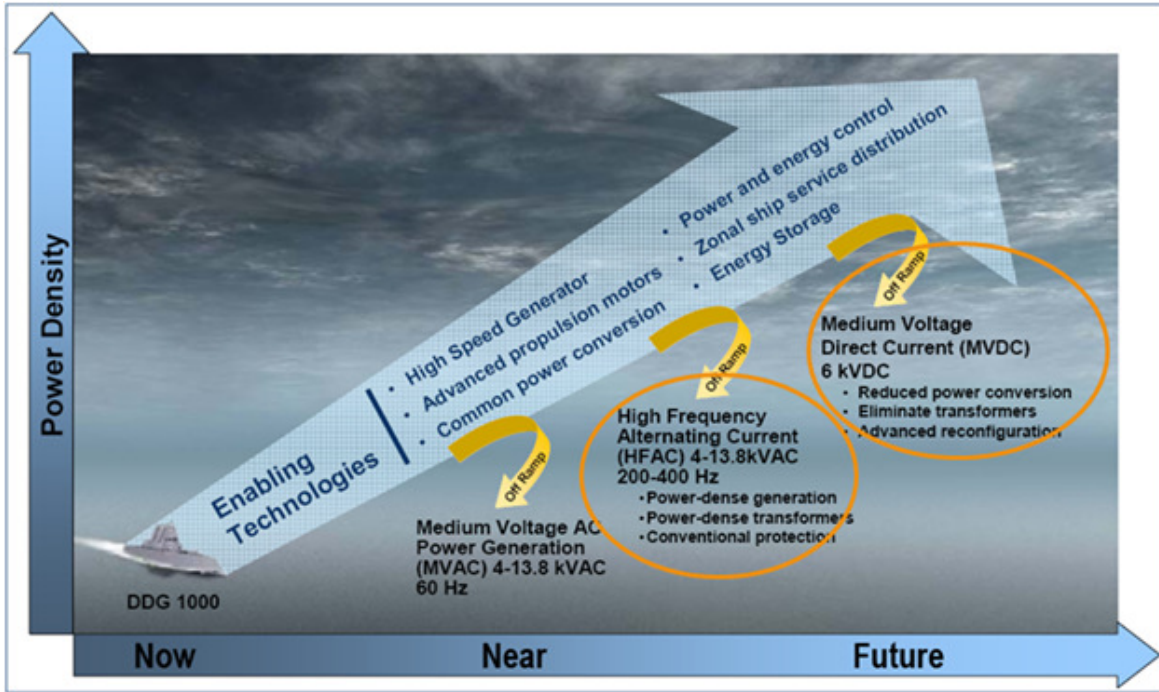 Power Density
Enabling
Technologies
• High Speed Generator
• Advanced propulsion motors
• Common power conversion
• Power and energy control
• Zonal ship service distribution
• Energy Storage
Off Ramp
Medium Voltage AC
Power Generation
(MVAC) 4-13.8 kVAC
60 Hz
Off Ramp
High Frequency
Alternating Current
(HFAC) 4-13.8kVAC
200-400 Hz
•Power-dense generation
•Power-dense transformers
•Conventional protection
Off Ramp
Medium Voltage
Direct Current (MVDC)
6 kVDC
• Reduced power conversion
• Eliminate transformers
• Advanced reconfiguration
DDG 1000
Now
Near
Future